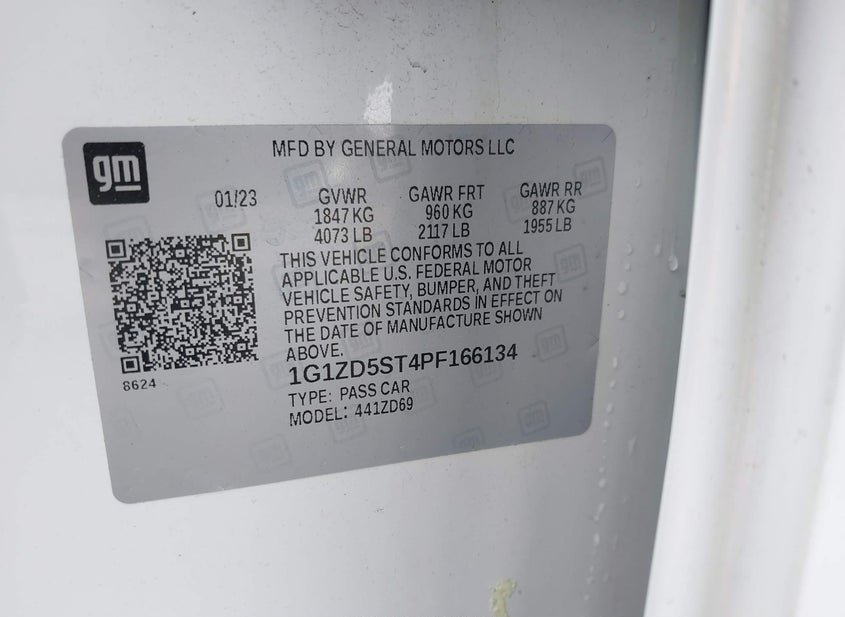 gm
MFD BY GENERAL MOTORS LLC
01/23 GVWR GAWR FRT GAWR RR
1847 KG 960 KG 887 KG
4073 LB 2117 LB 1955 LB
THIS VEHICLE CONFORMS TO ALL
APPLICABLE U.S. FEDERAL MOTOR
VEHICLE SAFETY, BUMPER, AND THEFT
PREVENTION STANDARDS IN EFFECT ON
THE DATE OF MANUFACTURE SHOWN
ABOVE.
8624
1G1ZD5ST4PF166134
TYPE: PASS CAR
MODEL: 441ZD69